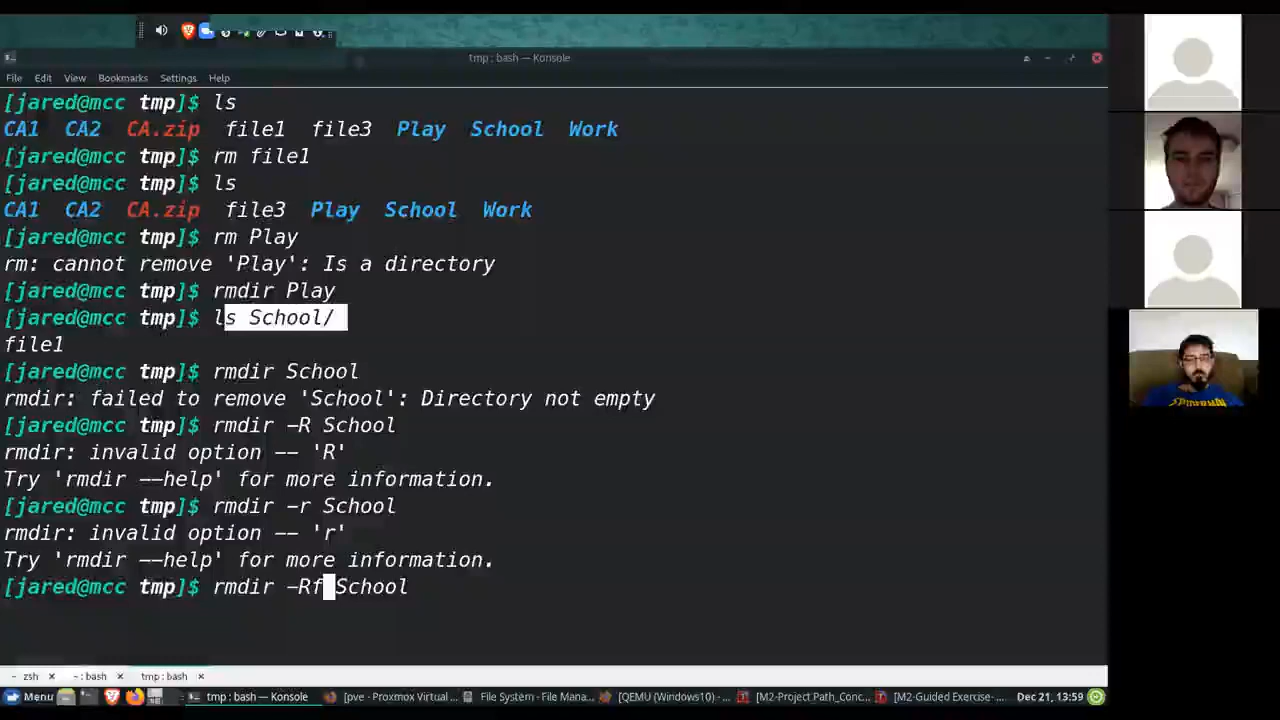 tmp : bash — Konsole
File Edit View Bookmarks Settings Help
[jared@mcc tmp]$ ls
CA1 CA2 CA.zip file1 file3 Play School Work
[jared@mcc tmp]$ rm file1
[jared@mcc tmp]$ ls
CA1 CA2 CA.zip file3 Play School Work
[jared@mcc tmp]$ rm Play
rm: cannot remove 'Play': Is a directory
[jared@mcc tmp]$ rmdir Play
[jared@mcc tmp]$ ls School/
file1
[jared@mcc tmp]$ rmdir School
rmdir: failed to remove 'School': Directory not empty
[jared@mcc tmp]$ rmdir -R School
rmdir: invalid option -- 'R'
Try 'rmdir --help' for more information.
[jared@mcc tmp]$ rmdir -r School
rmdir: invalid option -- 'r'
Try 'rmdir --help' for more information.
[jared@mcc tmp]$ rmdir -Rf School
SPIDERMAN
~ : zsh ~ : bash tmp : bash
Menu tmp : bash — Konsole [pve - Proxmox Virtual ... File System - File Mana... [QEMU (Windows10) - ... [M2-Project Path_Conc... [M2-Guided Exercise-... Dec 21, 13:59